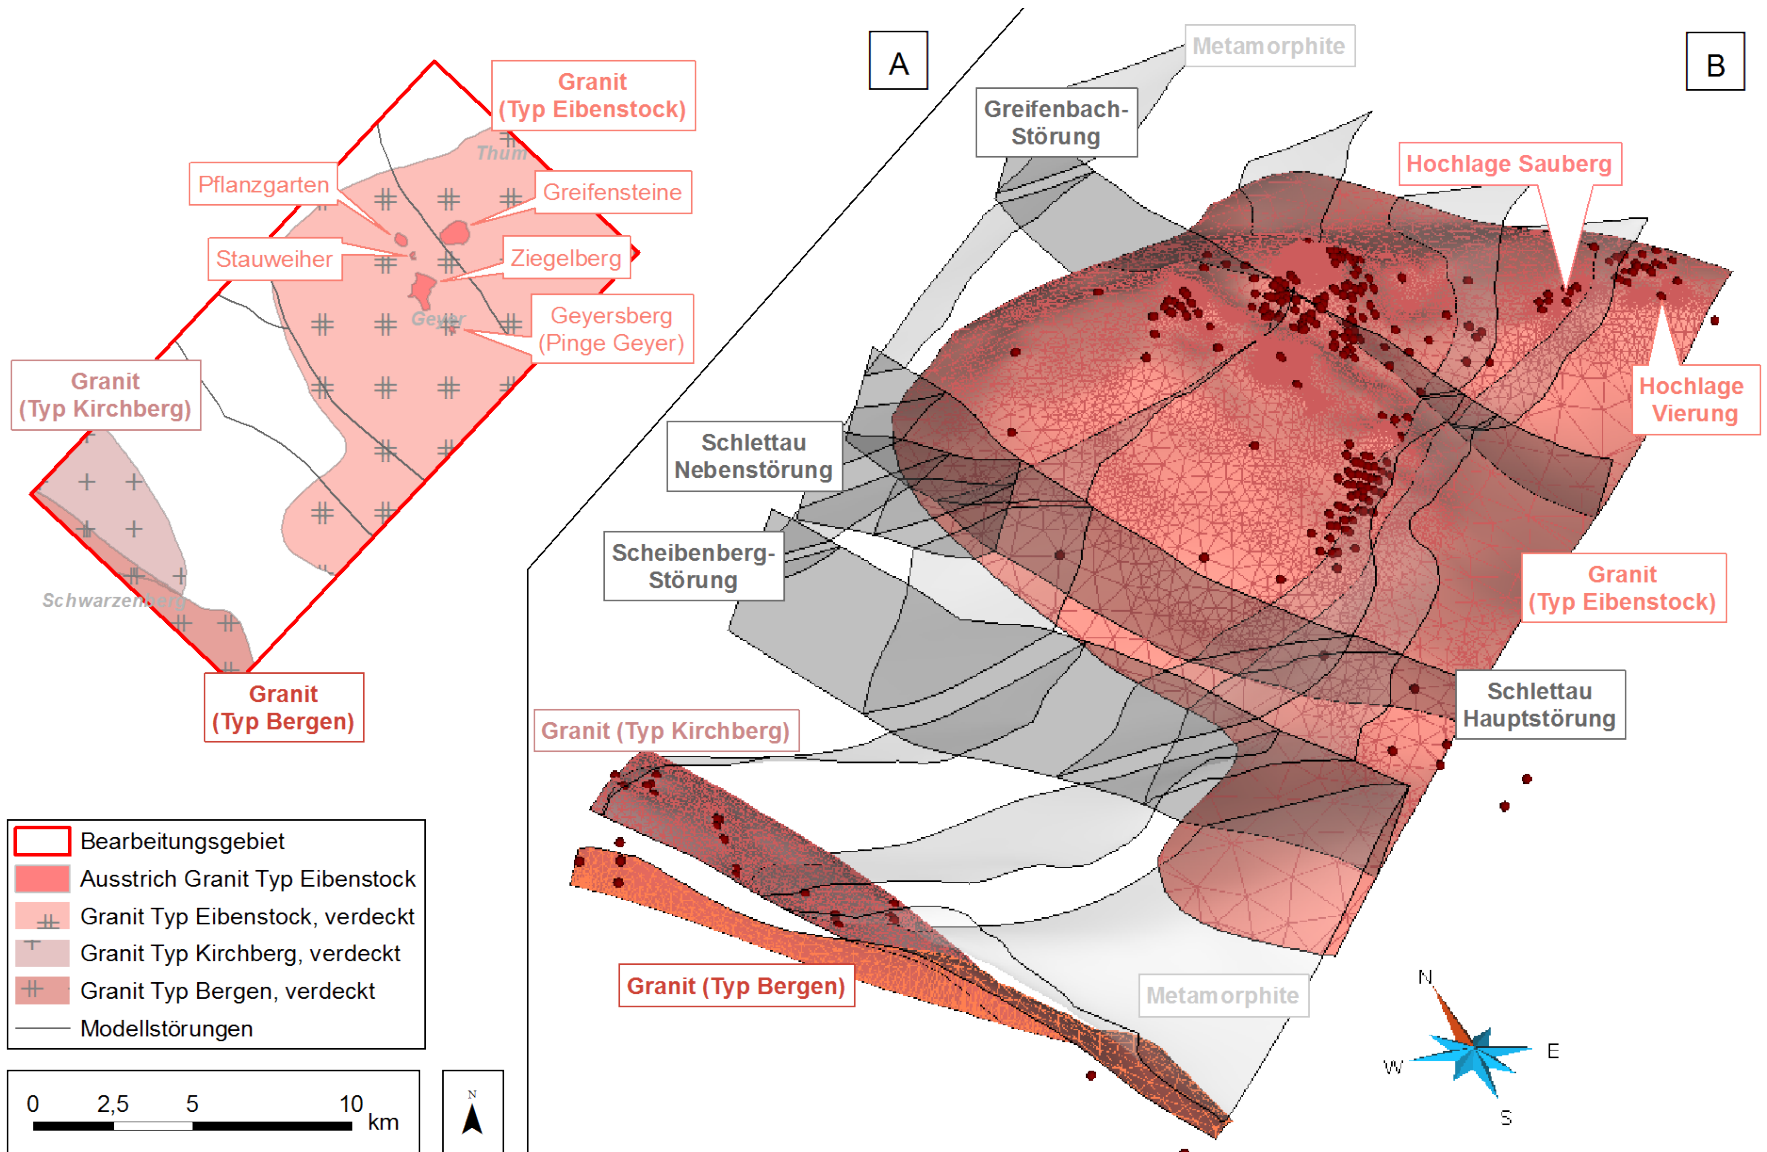 A
Granit
(Typ Eibenstock)
Thum
Pflanzgarten
Greifensteine
Stauweiher
Ziegelberg
Geyer
Geyersberg
(Pinge Geyer)
Granit
(Typ Kirchberg)
Schwarzenberg
Granit
(Typ Bergen)
Bearbeitungsgebiet
Ausstrich Granit Typ Eibenstock
Granit Typ Eibenstock, verdeckt
Granit Typ Kirchberg, verdeckt
Granit Typ Bergen, verdeckt
Modellstörungen
0 2,5 5 10 km
N
B
Metamorphite
Greifenbach-
Störung
Hochlage Sauberg
Hochlage
Vierung
Schlettau
Nebenstörung
Scheibenberg-
Störung
Granit
(Typ Eibenstock)
Schlettau
Hauptstörung
Granit (Typ Kirchberg)
Granit (Typ Bergen)
Metamorphite
N
E
W
S